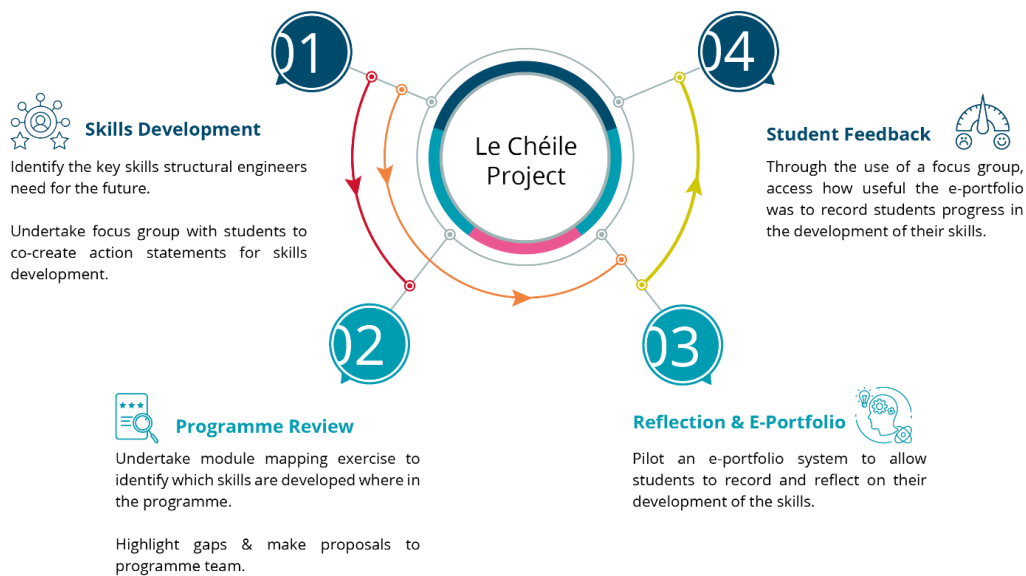 01
04
Le Chéile
Project
Skills Development
Identify the key skills structural engineers
need for the future.
Undertake focus group with students to
co-create action statements for skills
development.
Student Feedback
Through the use of a focus group,
access how useful the e-portfolio
was to record students progress in
the development of their skills.
02
03
Programme Review
Undertake module mapping exercise to
identify which skills are developed where in
the programme.
Highlight gaps & make proposals to
programme team.
Reflection & E-Portfolio
Pilot an e-portfolio system to allow
students to record and reflect on their
development of the skills.